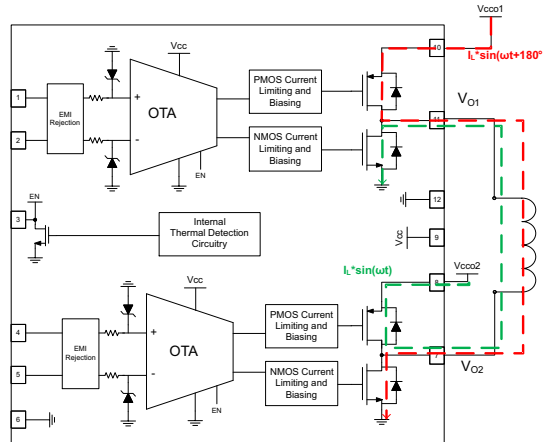 Vcco1
10
IL*sin(ωt+180°
Vcc
PMOS Current
Limiting and
Biasing
1
EMI
Rejection
+
OTA
11
VO1
2
-
NMOS Current
Limiting and
Biasing
EN
EN
12
3
Internal
Thermal Detection
Circuitry
9
Vcc
IL*sin(ωt)
8
Vcco2
Vcc
PMOS Current
Limiting and
Biasing
4
EMI
Rejection
+
OTA
7
VO2
5
-
NMOS Current
Limiting and
Biasing
EN
6